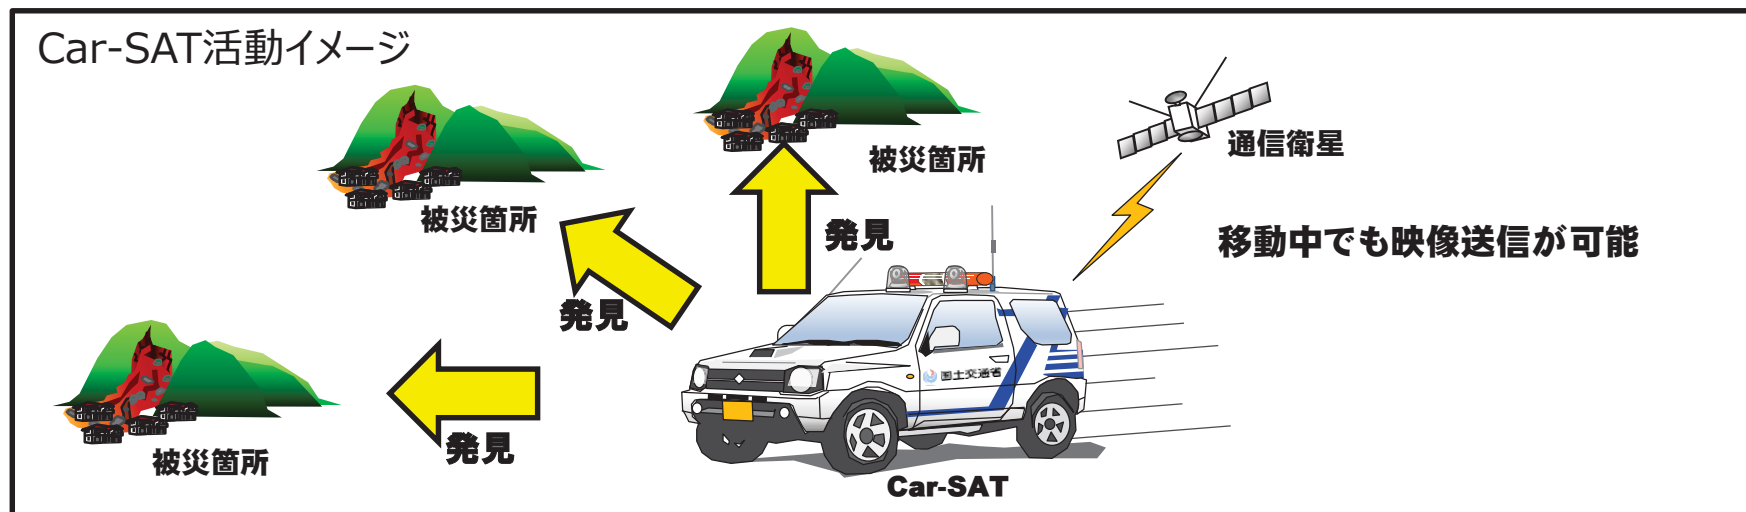 Car-SAT活動イメージ
被災箇所
通信衛星
被災箇所
発見
移動中でも映像送信が可能
発見
国土交通省
発見
被災箇所
Car-SAT